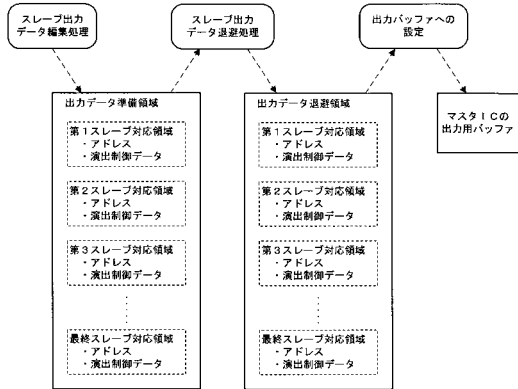 スレーブ出力
データ編集処理
スレーブ出力
データ退避処理
出力バッファへの
設定
出力データ準備領域
第1スレーブ対応領域
・アドレス
・演出制御データ
第2スレーブ対応領域
・アドレス
・演出制御データ
第3スレーブ対応領域
・アドレス
・演出制御データ
最終スレーブ対応領域
・アドレス
・演出制御データ
出力データ退避領域
第1スレーブ対応領域
・アドレス
・演出制御データ
第2スレーブ対応領域
・アドレス
・演出制御データ
第3スレーブ対応領域
・アドレス
・演出制御データ
最終スレーブ対応領域
・アドレス
・演出制御データ
マスタICの
出力用バッファ